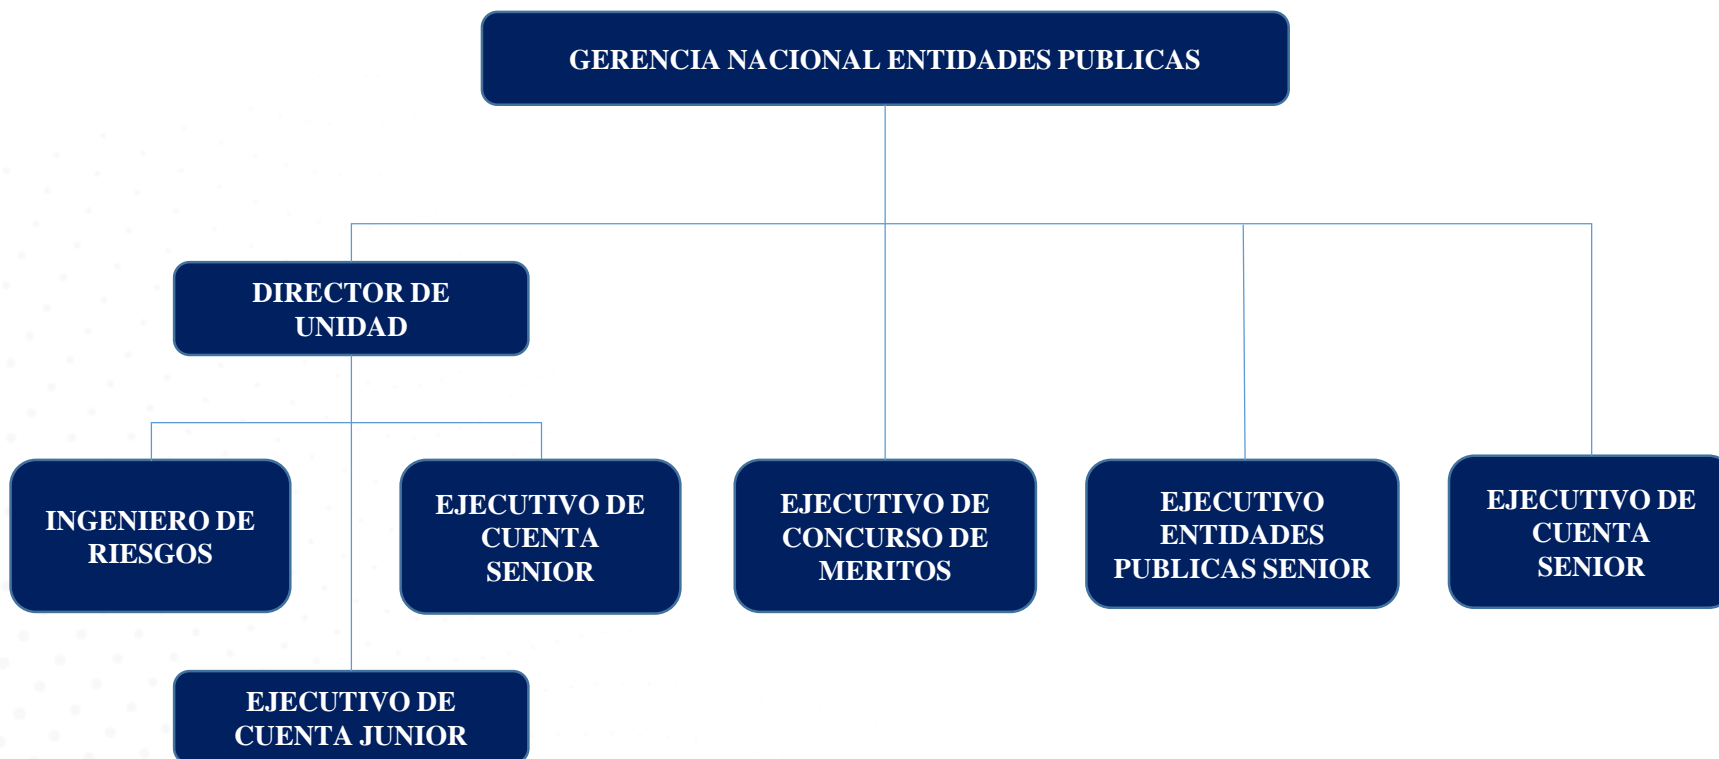 GERENCIA NACIONAL ENTIDADES PUBLICAS
DIRECTOR DE
UNIDAD
INGENIERO DE
RIESGOS
EJECUTIVO DE
CUENTA
SENIOR
EJECUTIVO DE
CONCURSO DE
MERITOS
EJECUTIVO
ENTIDADES
PUBLICAS SENIOR
EJECUTIVO DE
CUENTA
SENIOR
EJECUTIVO DE
CUENTA JUNIOR